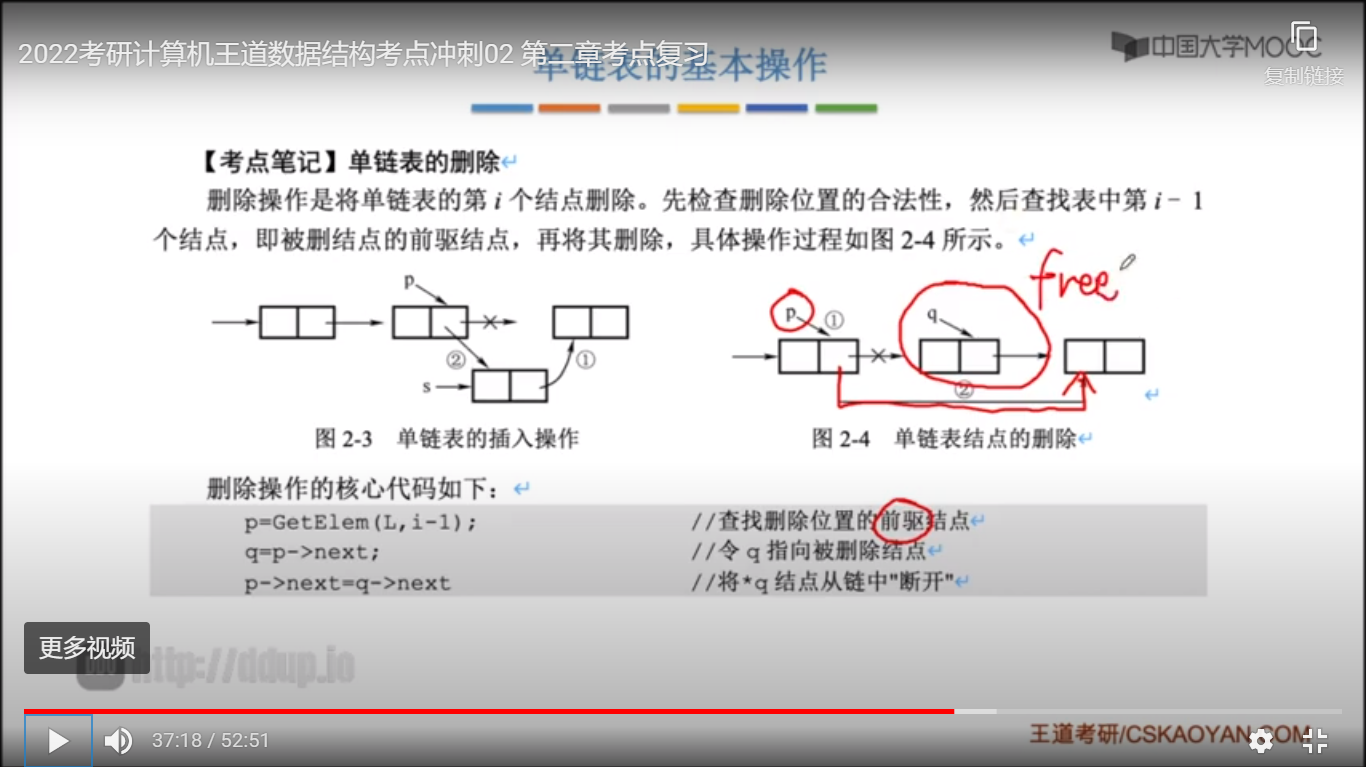 2022考研计算机王道数据结构考点冲刺02 第二章考点复习
单链表的基本操作
中国大学MOOC
复制链接
【考点笔记】单链表的删除↵
删除操作是将单链表的第 i 个结点删除。先检查删除位置的合法性，然后查找表中第 i－1
个结点，即被删结点的前驱结点，再将其删除，具体操作过程如图 2-4 所示。↵
free
p
②
①
s
p
①
q
②
↵
图 2-3 单链表的插入操作
图 2-4 单链表结点的删除↵
删除操作的核心代码如下：↵
p=GetElem(L,i-1); //查找删除位置的前驱结点↵
q=p->next; //令 q 指向被删除结点↵
p->next=q->next //将*q 结点从链中"断开"↵
更多视频
http://ddup.io
37:18 / 52:51
王道考研/CSKAOYAN.COM